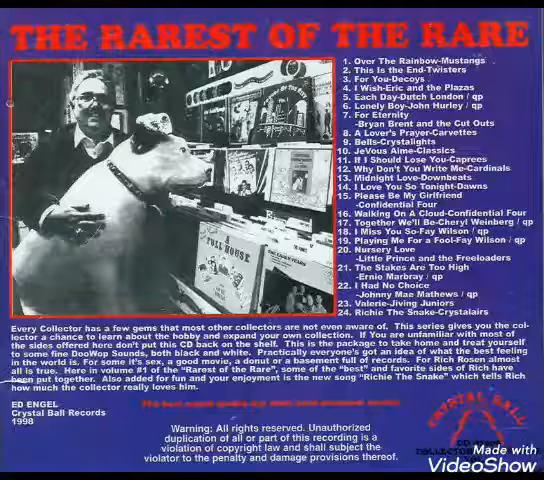 THE RAREST OF THE RARE
1. Over The Rainbow-Mustangs
2. This Is the End-Twisters
3. For You-Decoys
4. I Wish-Eric and the Plazas
5. Each Day-Dutch London / qp
6. Lonely Boy-John Hurley / qp
7. For Eternity
-Bryan Brent and the Cut Outs
8. A Lover's Prayer-Carvettes
9. Bells-Crystalights
10. JeVous Aime-Classics
11. If I Should Lose You-Caprees
12. Why Don't You Write Me-Cardinals
13. Midnight Love-Downbeats
14. I Love You So Tonight-Dawns
15. Please Be My Girlfriend
-Confidential Four
16. Walking On A Cloud-Confidential Four
17. Together We'll Be-Cheryl Weinberg / qp
18. I Miss You So-Fay Wilson / qp
19. Playing Me For a Fool-Fay Wilson / qp
20. Nursery Love
-Little Prince and the Freeloaders
21. The Stakes Are Too High
-Ernie Marbray / qp
22. I Had No Choice
-Johnny Mae Mathews / qp
23. Valerie-Jiving Juniors
24. Richie The Snake-Crystalairs
A
FULL HOUSE
Every Collector has a few gems that most other collectors are not even aware of. This series gives you the col-
lector a chance to learn about the hobby and expand your own collection. If You are unfamiliar with most of
the sides offered here don't put this CD back on the shelf. This is the package to take home and treat yourself
to some fine DooWop Sounds, both black and white. Practically everyone's got an idea of what the best feeling
in the world is. For some it's sex, a good movie, a donut or a basement full of records. For Rich Rosen almost
all is true. Here in volume #1 of the "Rarest of the Rare", some of the "best" and favorite sides of Rich have
been put together. Also added for fun and your enjoyment is the new song "Richie The Snake" which tells Rich
how much the collector really loves him.
ED ENGEL
Crystal Ball Records
1998
Warning: All rights reserved. Unauthorized
duplication of all or part of this recording is a
violation of copyright law and shall subject the
violator to the penalty and damage provisions thereof.
CRYSTAL BALL
Made with
VideoShow